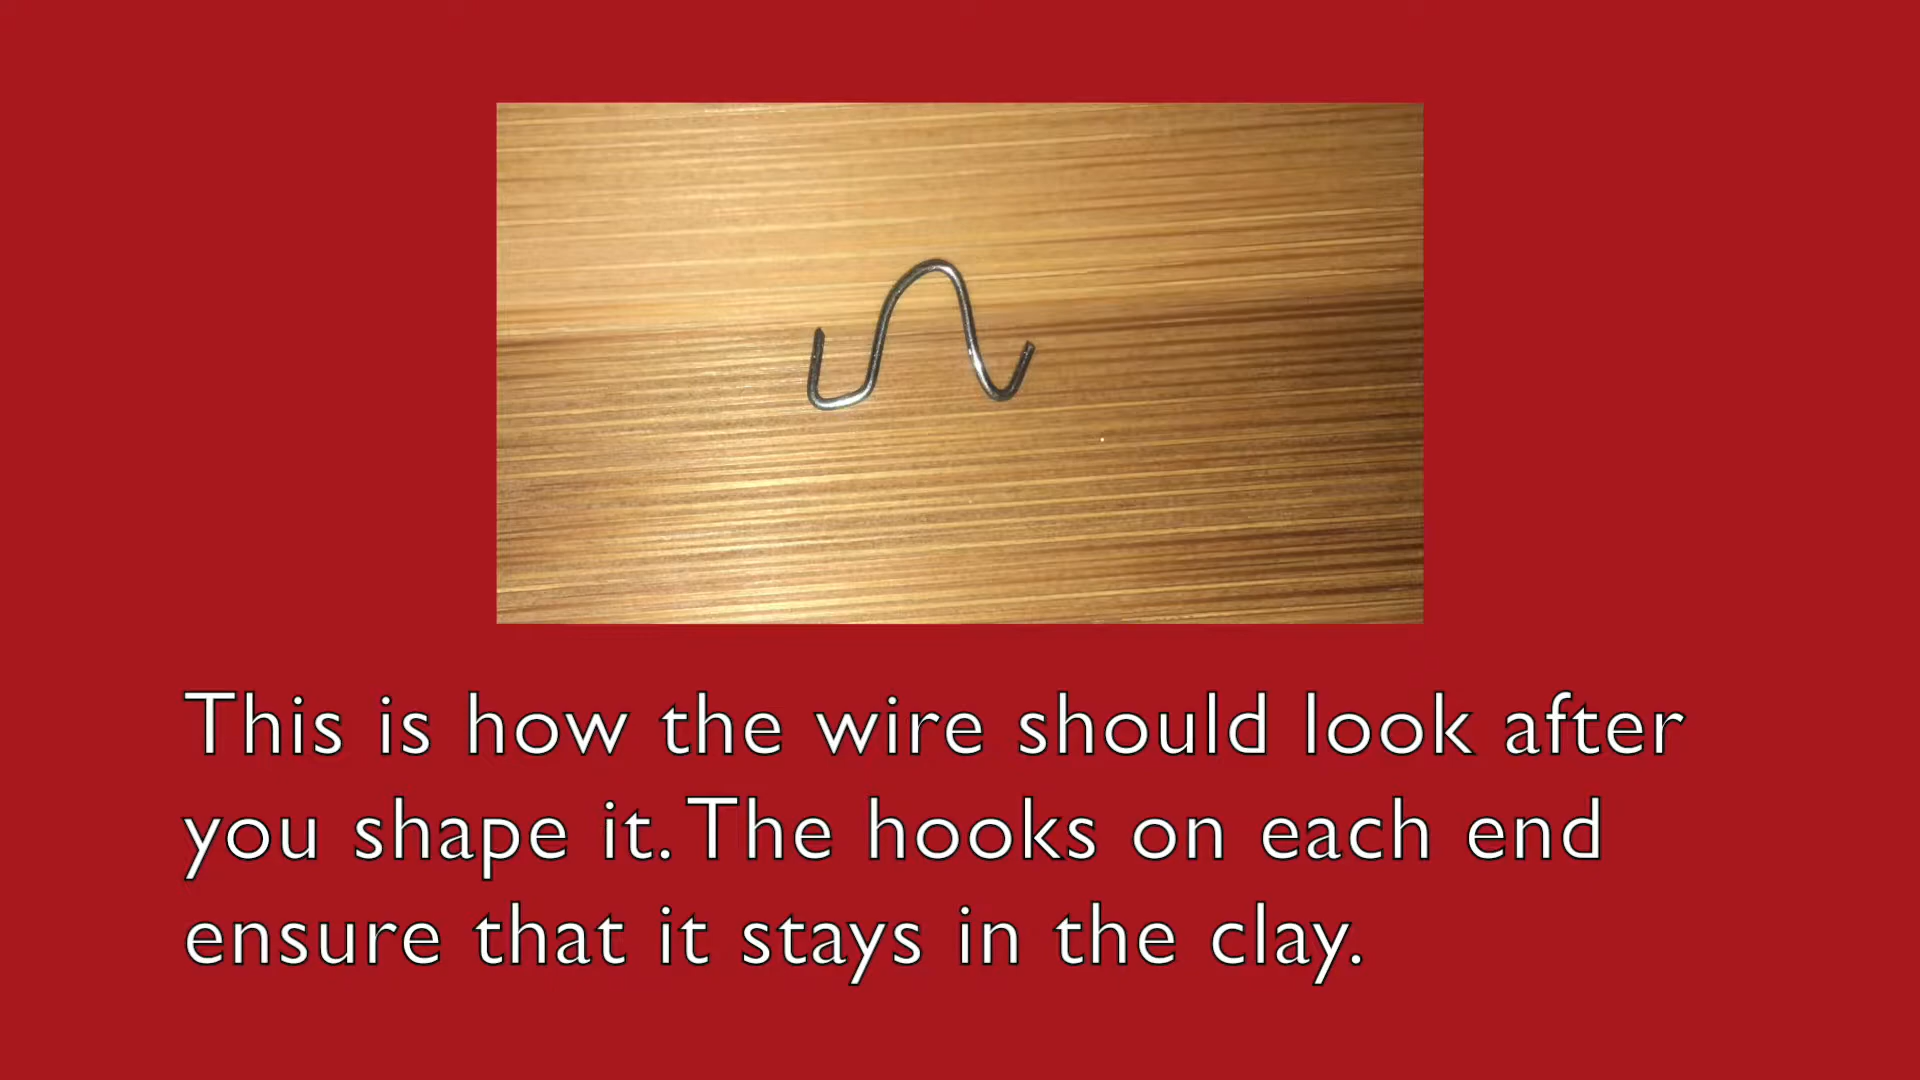 This is how the wire should look after
you shape it. The hooks on each end
ensure that it stays in the clay.